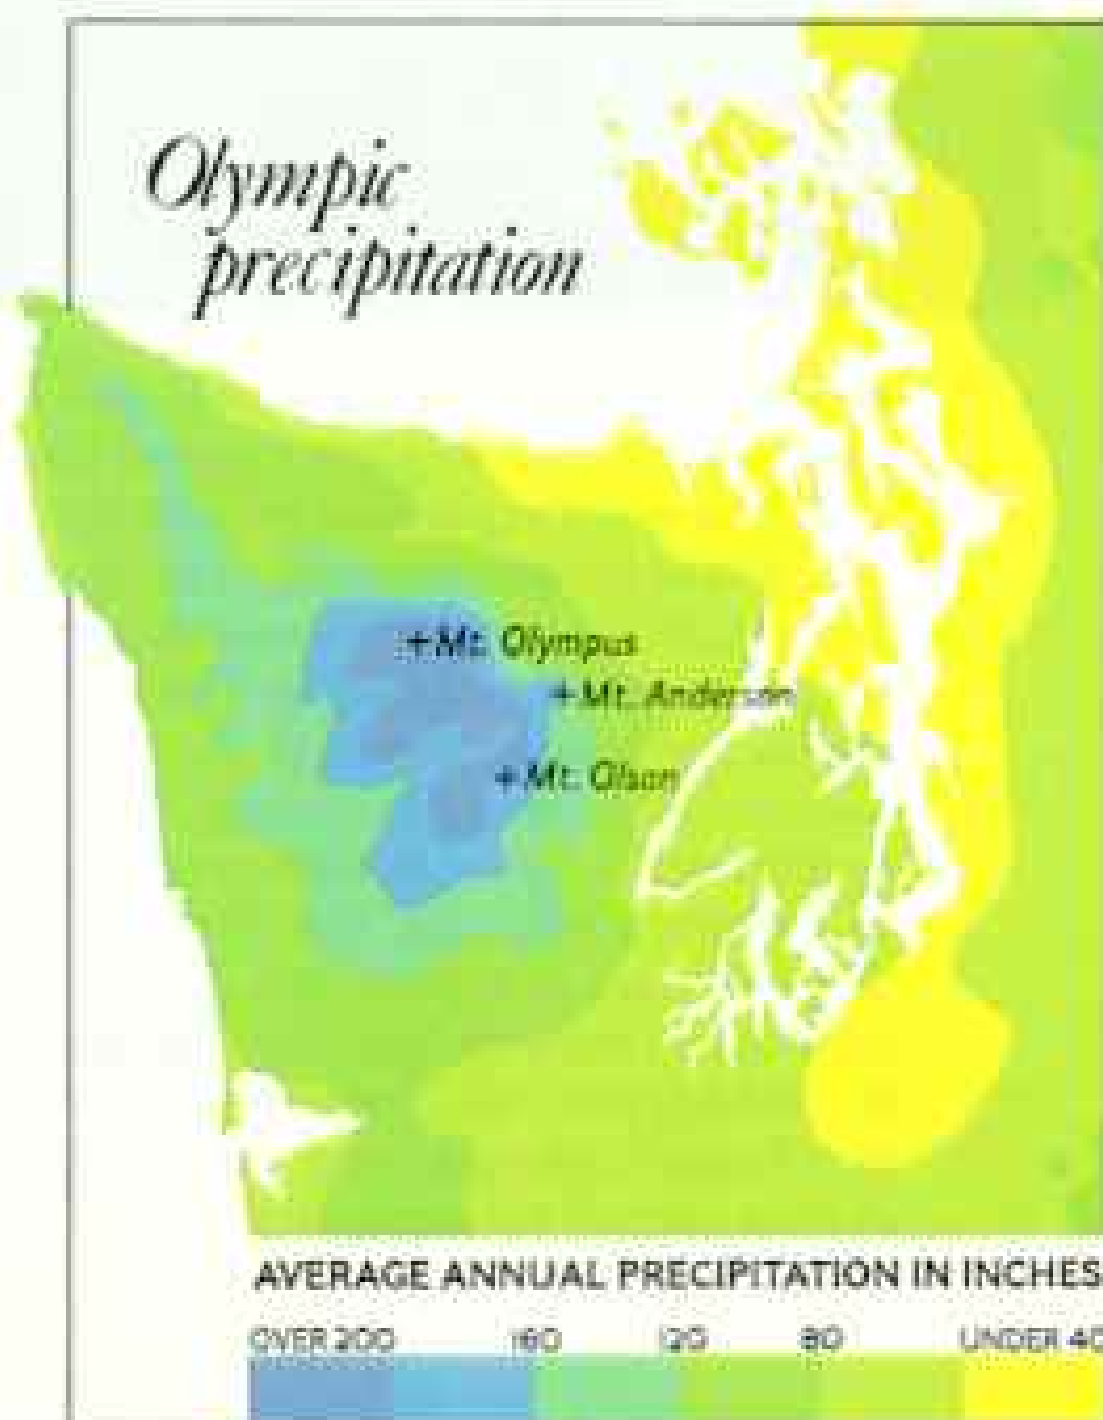 Olympic
precipitation
+Mt. Olympus
+Mt. Anderson
+Mt. Olson
AVERAGE ANNUAL PRECIPITATION IN INCHES
OVER 200 160 120 80 UNDER 40